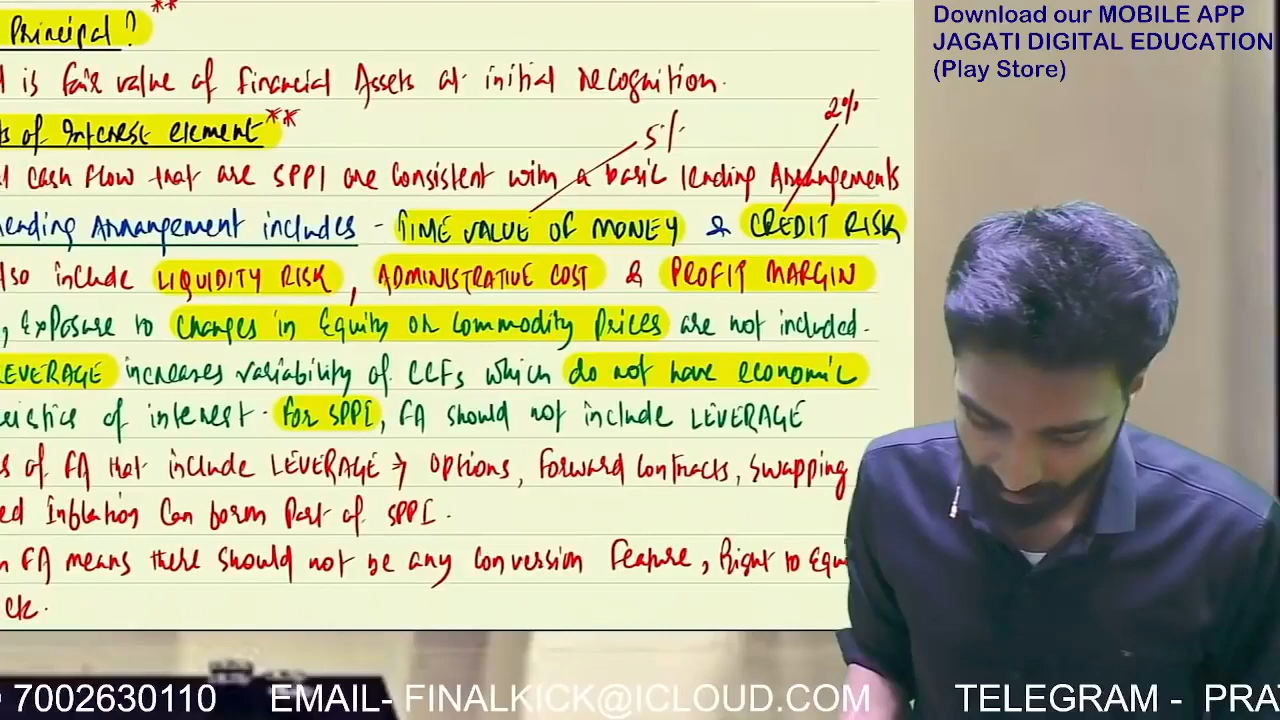 Principal? **
is fair value of Financial Assets at initial recognition.
of Interest element **
5%
2%
cash flow that are SPPI are consistent with a basic lending Arrangements
lending Arrangement includes - TIME VALUE OF MONEY & CREDIT RISK
also include LIQUIDITY RISK, ADMINISTRATIVE COST & PROFIT MARGIN
, Exposure to changes in Equity or Commodity Prices are not included.
LEVERAGE increases variability of CCFs which do not have economic
of interest. For SPPI, FA should not include LEVERAGE
of FA that include LEVERAGE → Options, Forward Contracts, Swapping
Inflation Can form Part of SPPI.
FA means there should not be any Conversion Feature, Right to
Download our MOBILE APP
JAGATI DIGITAL EDUCATION
(Play Store)
7002630110 EMAIL- FINALKICK@ICLOUD.COM TELEGRAM - PRAT